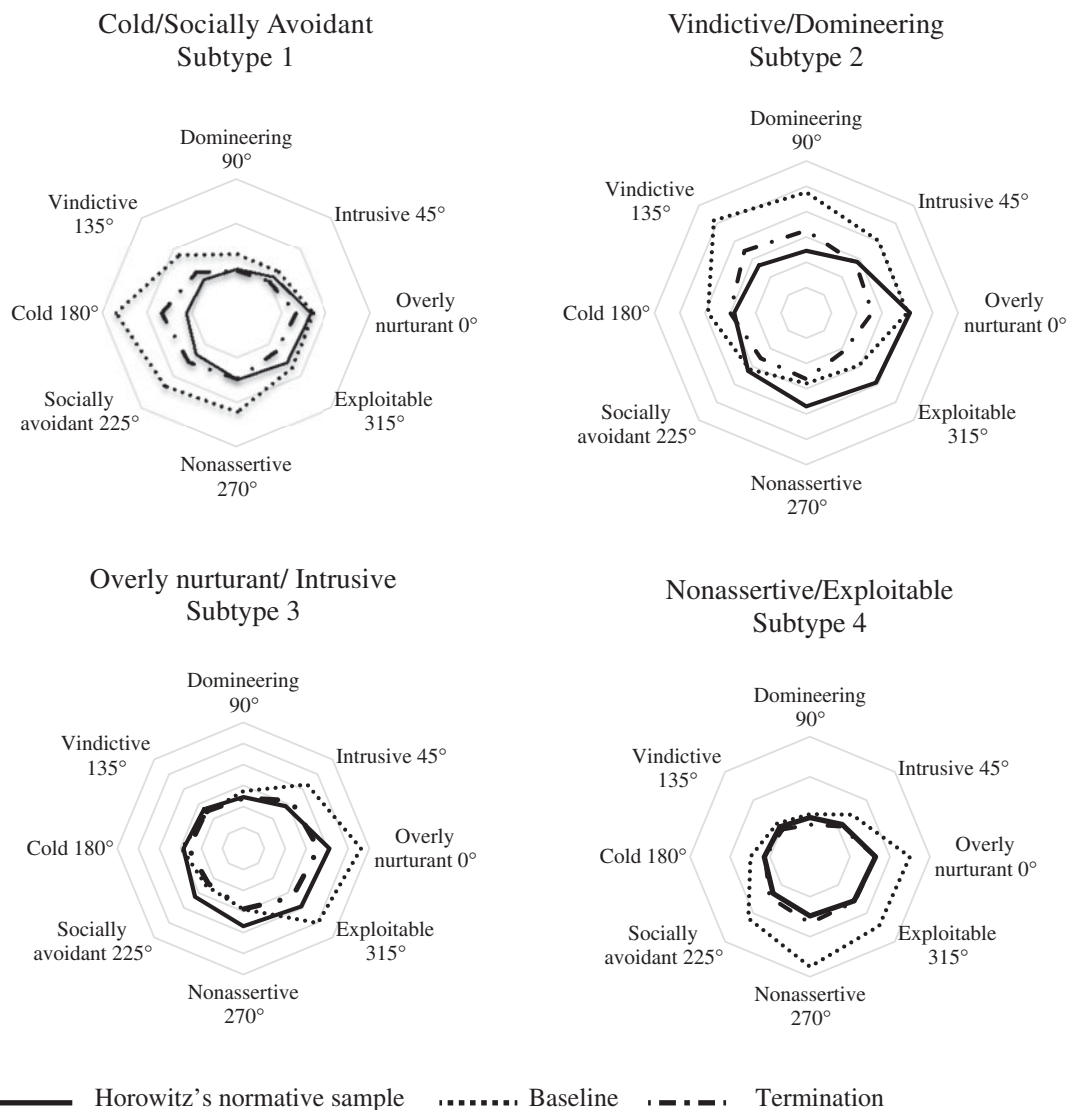 Cold/Socially Avoidant
Subtype 1
Domineering
90°
Vindictive
135°
Intrusive 45°
Cold 180°
Overly
nurturant 0°
Socially
avoidant 225°
Exploitable
315°
Nonassertive
270°
Vindictive/Domineering
Subtype 2
Domineering
90°
Vindictive
135°
Intrusive 45°
Cold 180°
Overly
nurturant 0°
Socially
avoidant 225°
Exploitable
315°
Nonassertive
270°
Overly nurturant/ Intrusive
Subtype 3
Domineering
90°
Vindictive
135°
Intrusive 45°
Cold 180°
Overly
nurturant 0°
Socially
avoidant 225°
Exploitable
315°
Nonassertive
270°
Nonassertive/Exploitable
Subtype 4
Domineering
90°
Vindictive
135°
Intrusive 45°
Cold 180°
Overly
nurturant 0°
Socially
avoidant 225°
Exploitable
315°
Nonassertive
270°
Horowitz's normative sample Baseline Termination